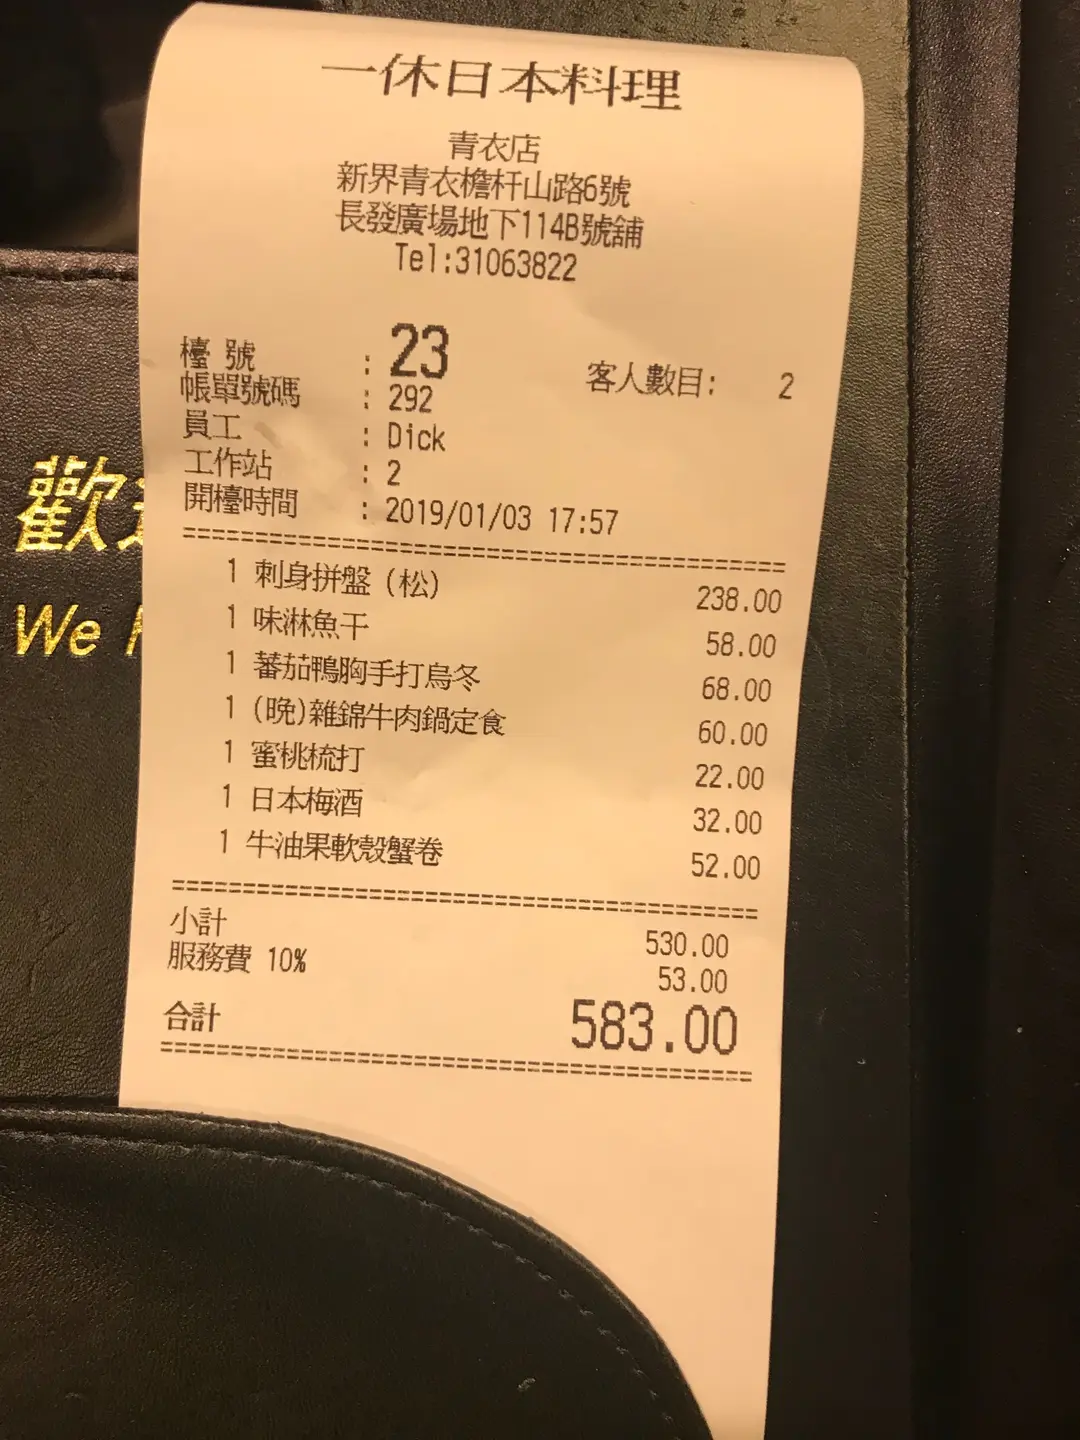 一休日本料理
青衣店
新界青衣檐杆山路6號
長發廣場地下114B號舖
Tel:31063822
檯 號 : 23 客人數目: 2
帳單號碼 : 292
員工 : Dick
工作站 : 2
開檯時間 : 2019/01/03 17:57
1 刺身拼盤 (松) 238.00
1 味淋魚干 58.00
1 蕃茄鴨胸手打烏冬 68.00
1 (晩)雜錦牛肉鍋定食 60.00
1 蜜桃梳打 22.00
1 日本梅酒 32.00
1 牛油果軟殼蟹卷 52.00
小計 530.00
服務費 10% 53.00
合計 583.00
歡
We